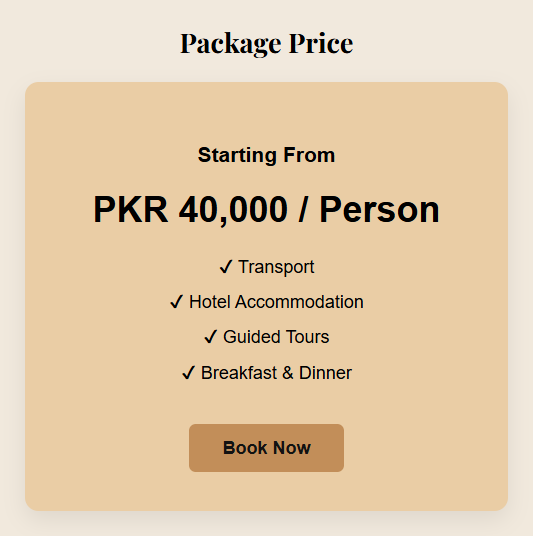 Package Price
Starting From
PKR 40,000 / Person
✓ Transport
✓ Hotel Accommodation
✓ Guided Tours
✓ Breakfast & Dinner
Book Now